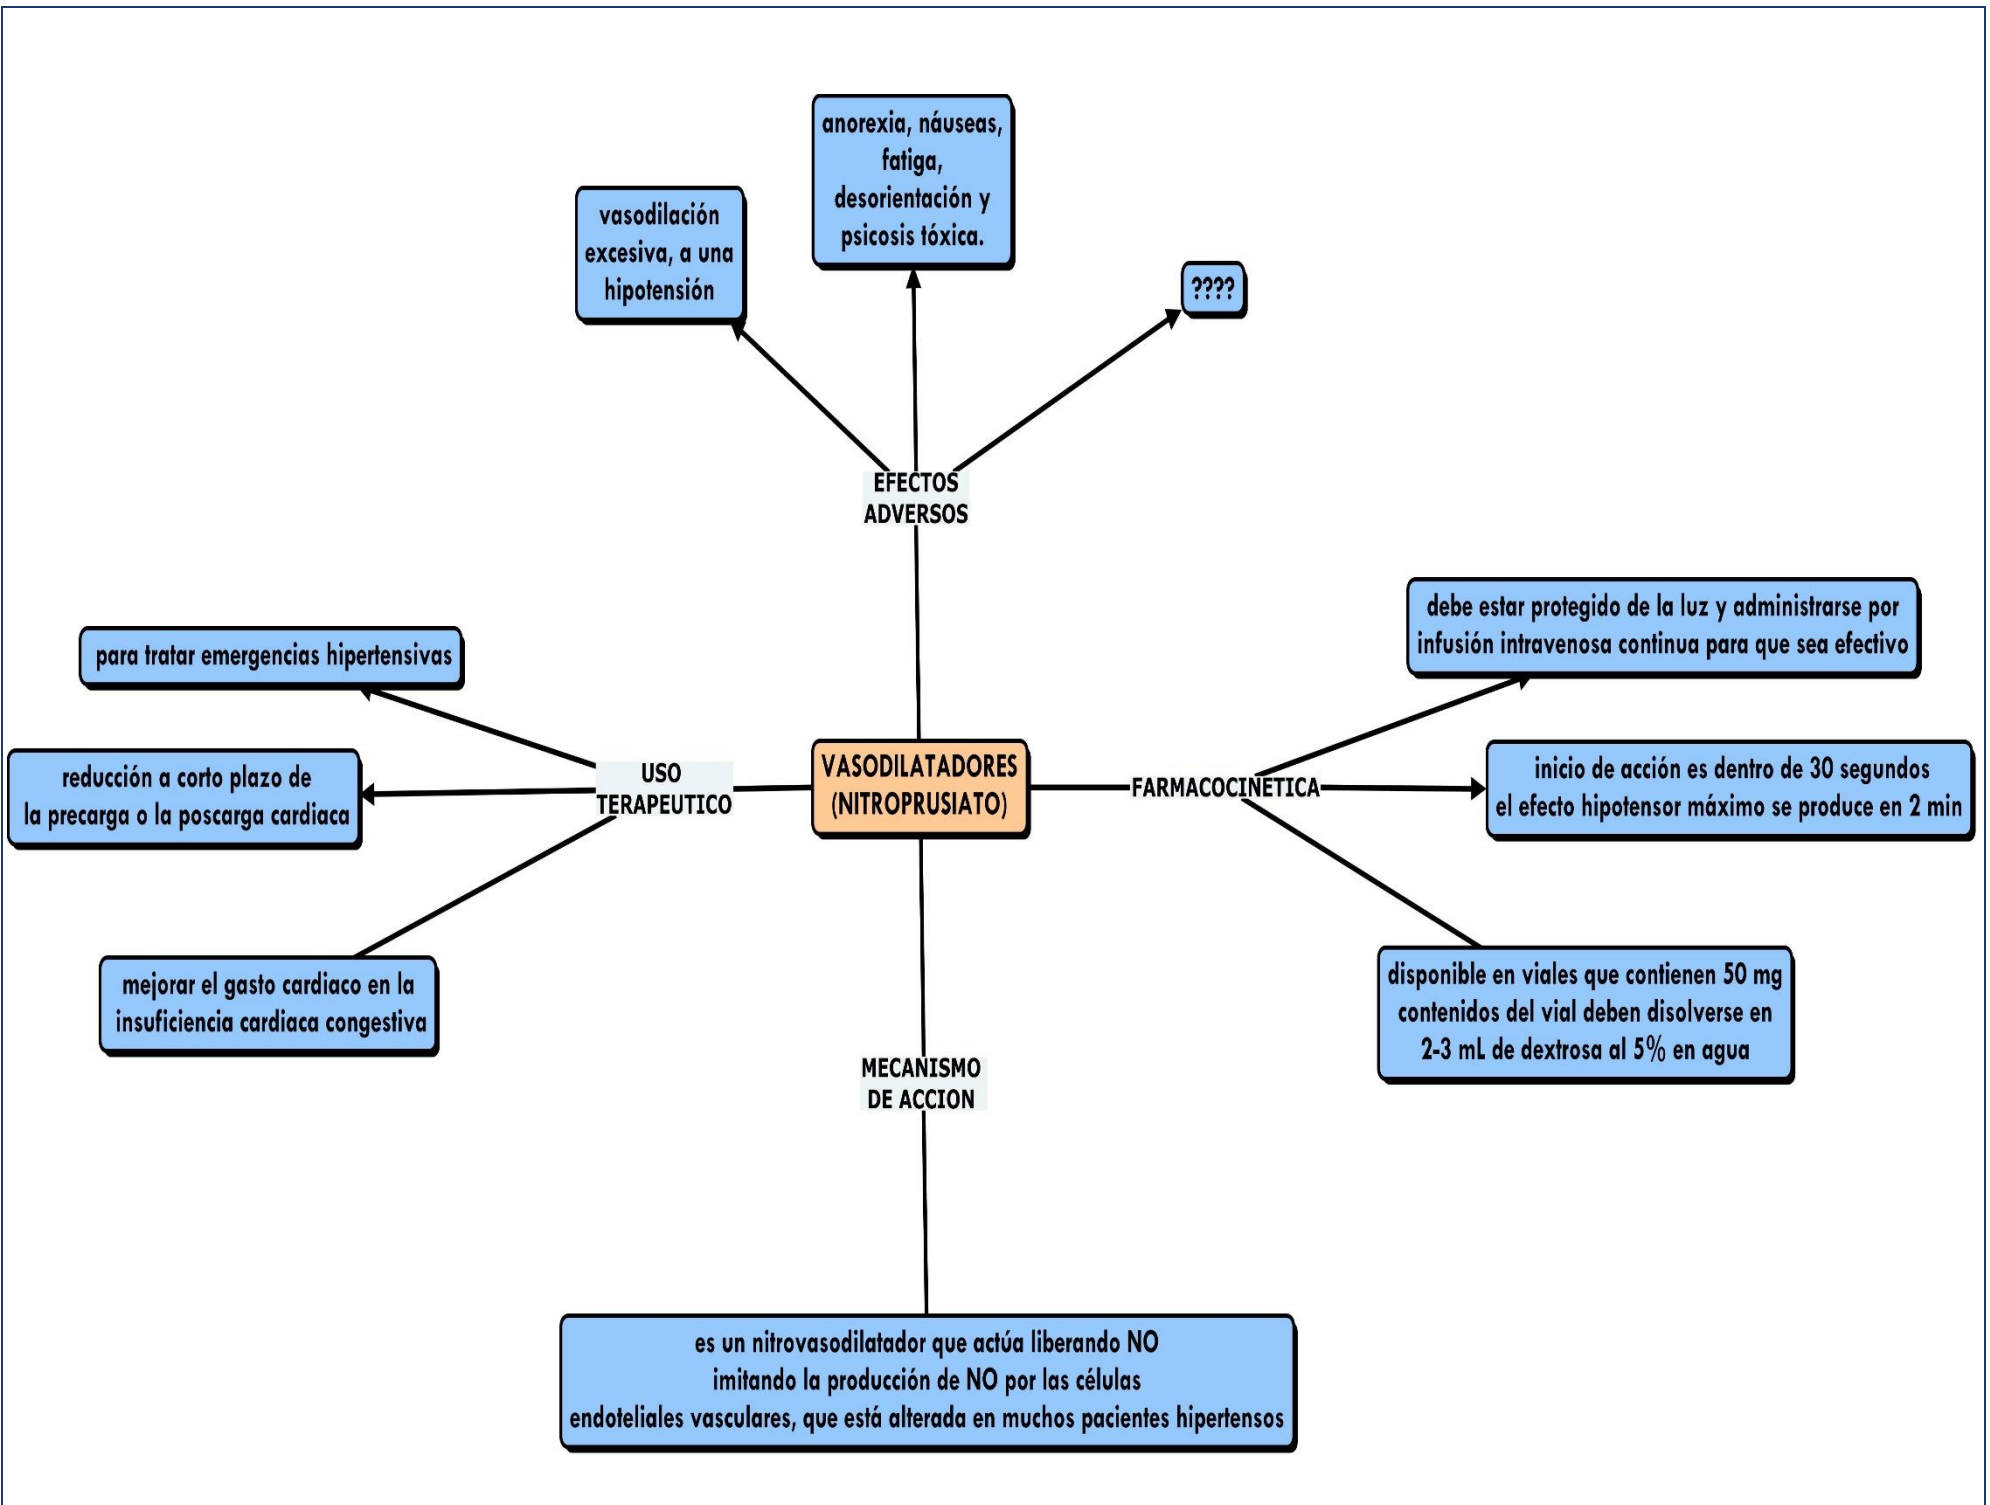 anorexia, náuseas,
fatiga,
desorientación y
psicosis tóxica.
vasodilación
excesiva, a una
hipotensión
????
EFECTOS
ADVERSOS
para tratar emergencias hipertensivas
reducción a corto plazo de
la precarga o la poscarga cardiaca
mejorar el gasto cardiaco en la
insuficiencia cardiaca congestiva
USO
TERAPEUTICO
VASODILATADORES
(NITROPRUSIATO)
FARMACOCINETICA
debe estar protegido de la luz y administrarse por
infusión intravenosa continua para que sea efectivo
inicio de acción es dentro de 30 segundos
el efecto hipotensor máximo se produce en 2 min
disponible en viales que contienen 50 mg
contenidos del vial deben disolverse en
2-3 mL de dextrosa al 5% en agua
MECANISMO
DE ACCION
es un nitrovasodilatador que actúa liberando NO
imitando la producción de NO por las células
endoteliales vasculares, que está alterada en muchos pacientes hipertensos